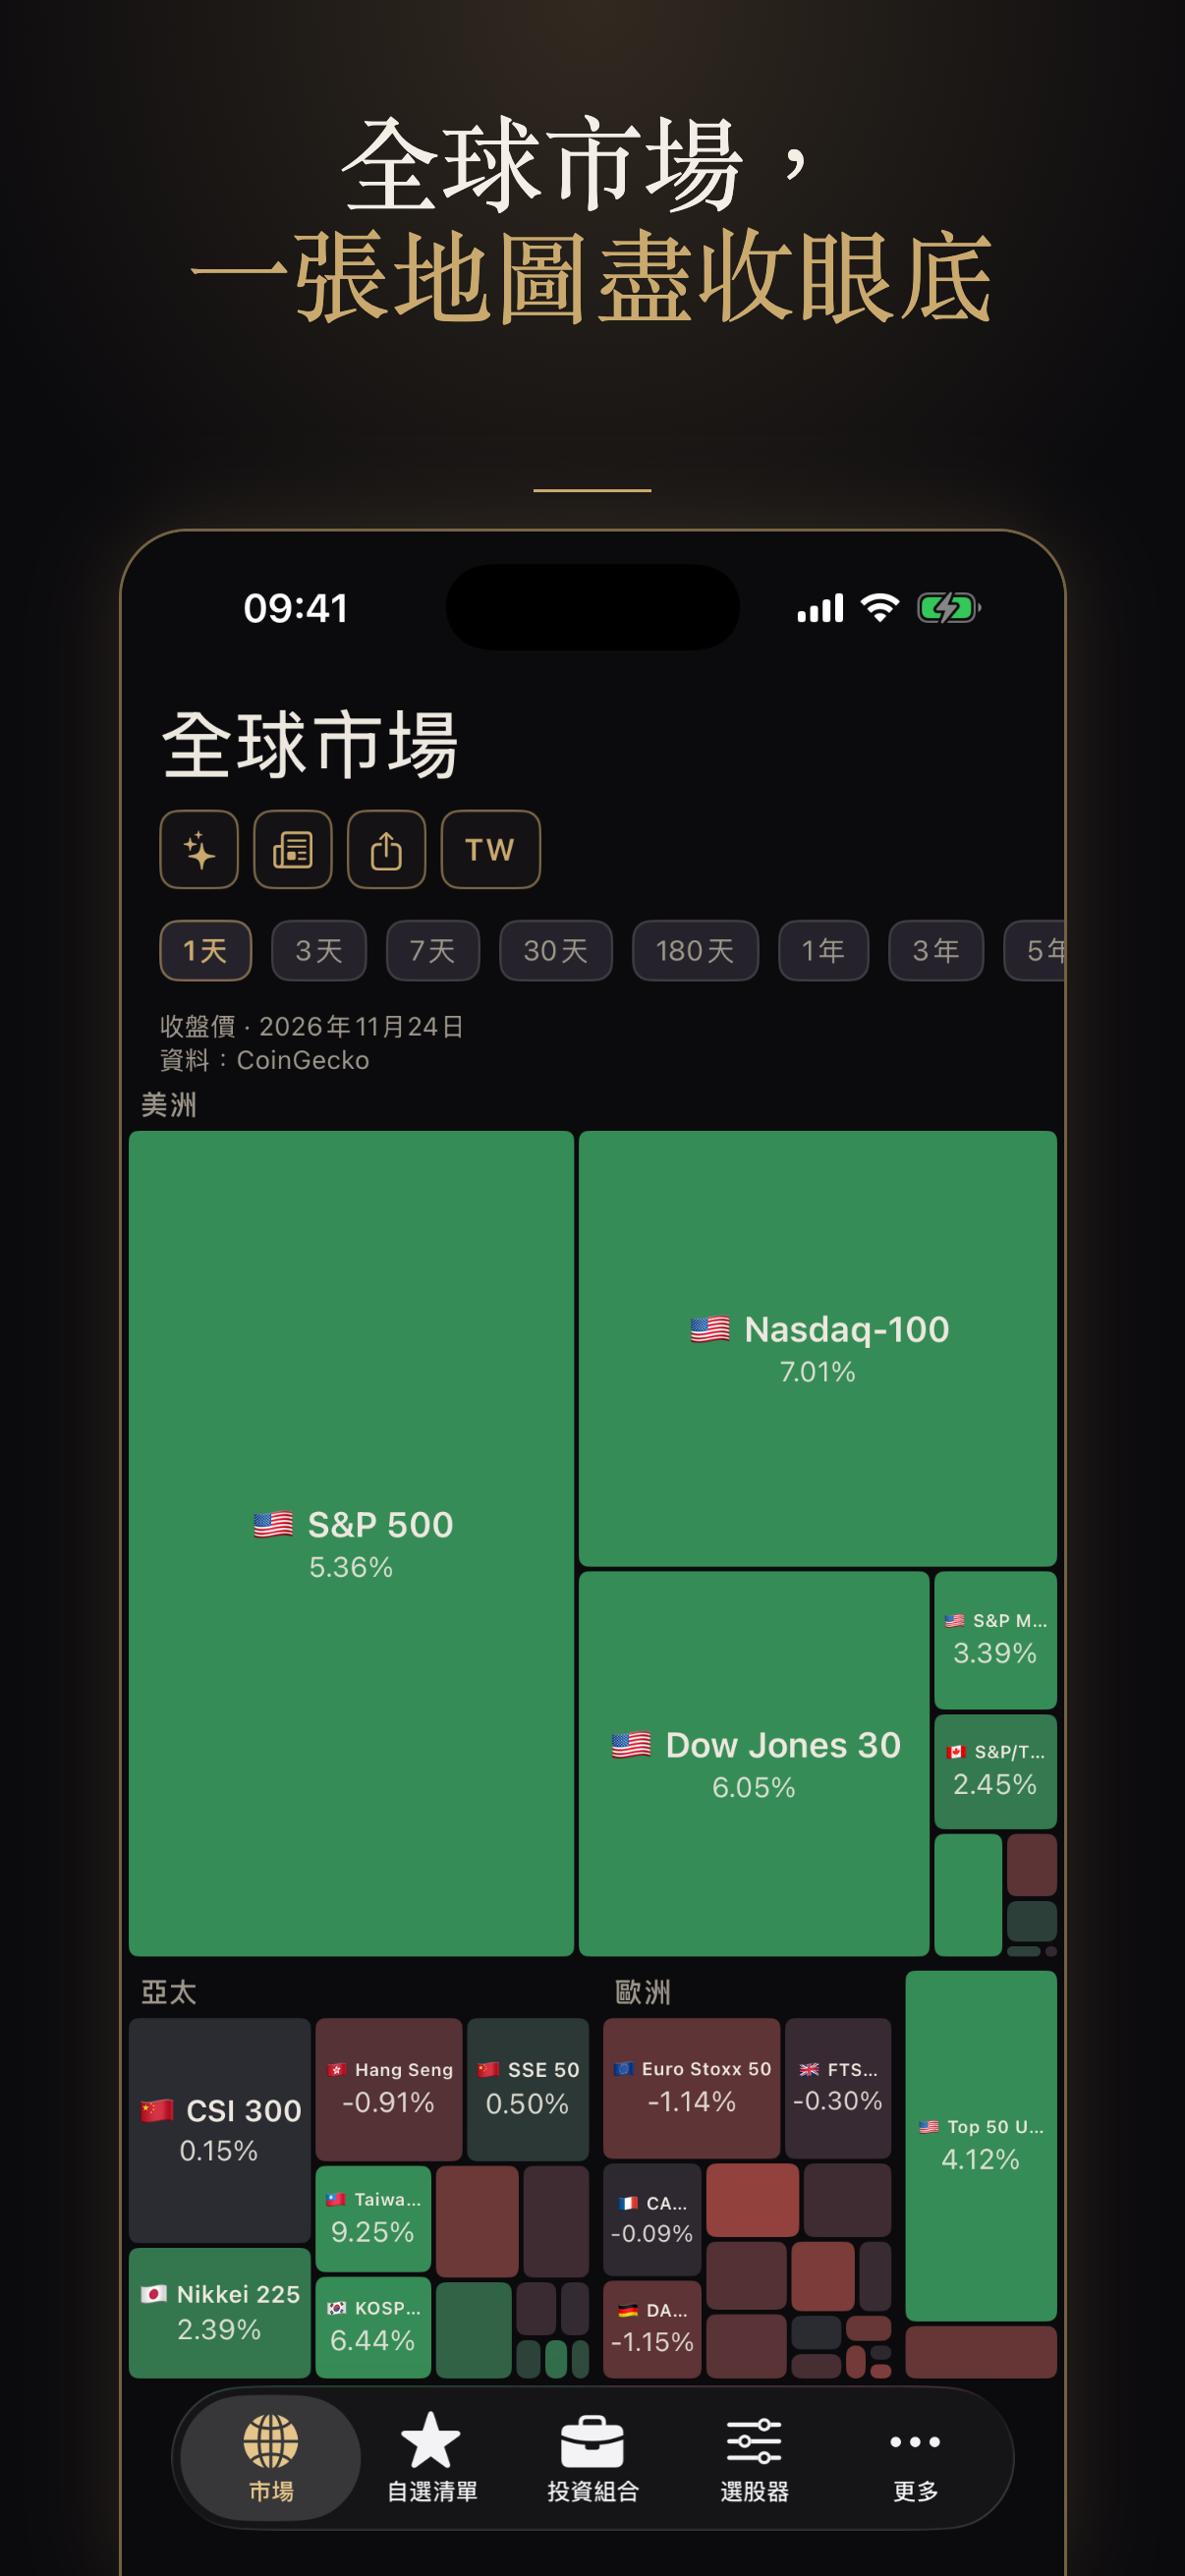 全球市場，
一張地圖盡收眼底
09:41
全球市場
TW
1天 3天 7天 30天 180天 1年 3年 5年
收盤價 · 2026年11月24日
資料：CoinGecko
美洲
S&P 500
5.36%
Nasdaq-100
7.01%
Dow Jones 30
6.05%
S&P M...
3.39%
S&P/T...
2.45%
亞太
CSI 300
0.15%
Hang Seng
-0.91%
SSE 50
0.50%
Taiwa...
9.25%
Nikkei 225
2.39%
KOSP...
6.44%
歐洲
Euro Stoxx 50
-1.14%
FTS...
-0.30%
CA...
-0.09%
DA...
-1.15%
Top 50 U...
4.12%
市場 自選清單 投資組合 選股器 更多